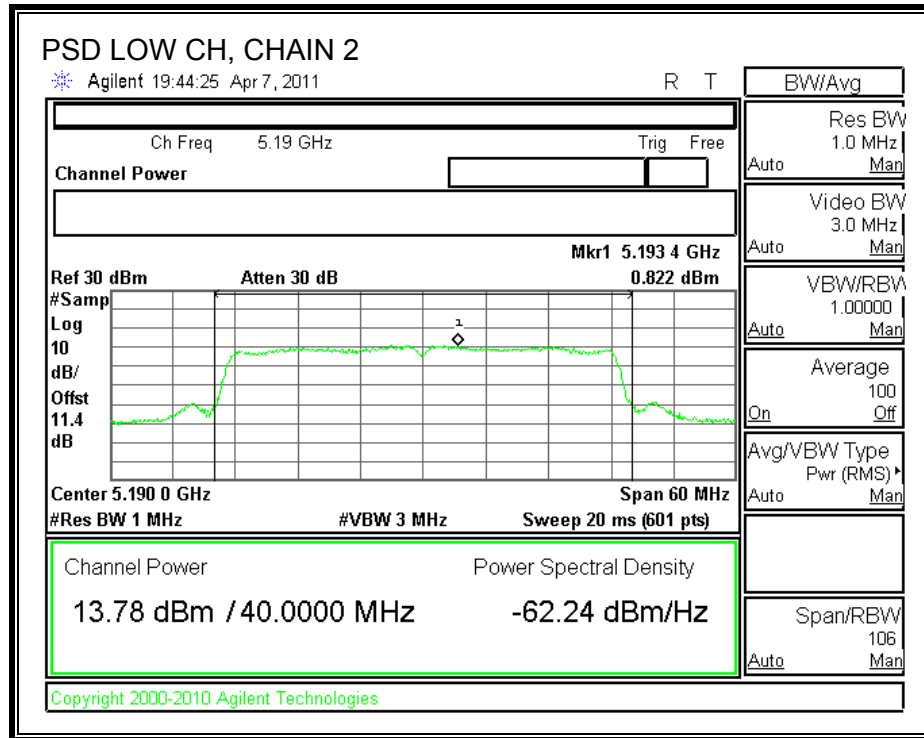 PSD LOW CH, CHAIN 2
Agilent 19:44:25 Apr 7, 2011 R T
Ch Freq 5.19 GHz Trig Free
Channel Power
Mkr1 5.193 4 GHz
Ref 30 dBm Atten 30 dB 0.822 dBm
#Samp
Log
10
dB/
Offst
11.4
dB
1
Center 5.190 0 GHz Span 60 MHz
#Res BW 1 MHz #VBW 3 MHz Sweep 20 ms (601 pts)
Channel Power Power Spectral Density
13.78 dBm / 40.0000 MHz -62.24 dBm/Hz
Copyright 2000-2010 Agilent Technologies
BW/Avg
Res BW
1.0 MHz
Auto Man
Video BW
3.0 MHz
Auto Man
VBW/RBW
1.00000
Auto Man
Average
100
On Off
Avg/VBW Type
Pwr (RMS)
Auto Man
Span/RBW
106
Auto Man